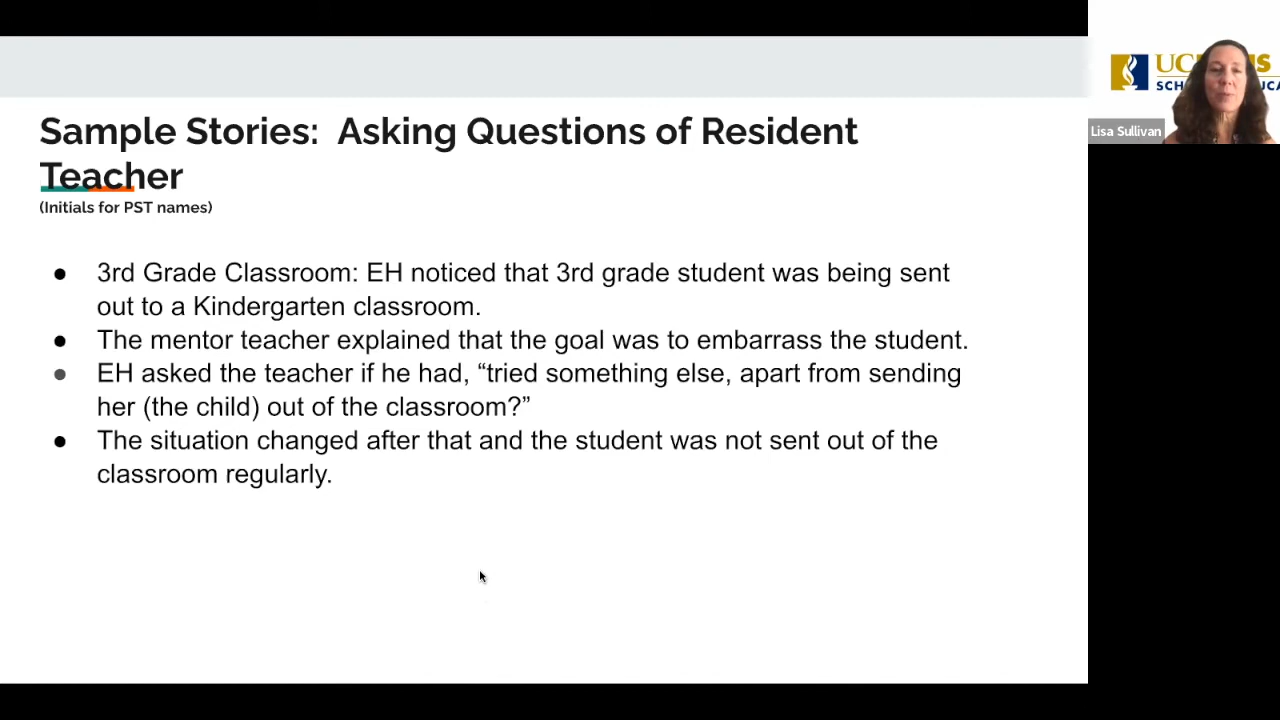 Sample Stories:  Asking Questions of Resident
Teacher
(Initials for PST names)
● 3rd Grade Classroom: EH noticed that 3rd grade student was being sent
out to a Kindergarten classroom.
● The mentor teacher explained that the goal was to embarrass the student.
● EH asked the teacher if he had, “tried something else, apart from sending
her (the child) out of the classroom?”
● The situation changed after that and the student was not sent out of the
classroom regularly.
Lisa Sullivan